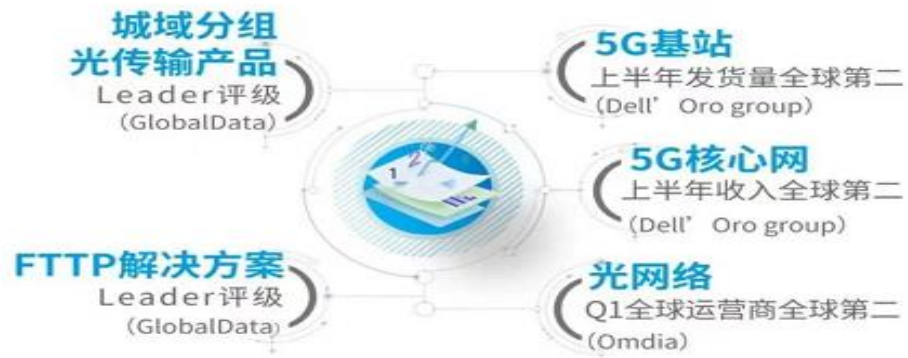 城域分组
光传输产品
Leader评级
(GlobalData)
5G基站
上半年发货量全球第二
(Dell' Oro group)
5G核心网
上半年收入全球第二
(Dell' Oro group)
FTTP解决方案
Leader评级
(GlobalData)
光网络
Q1全球运营商全球第二
(Omdia)
1
2